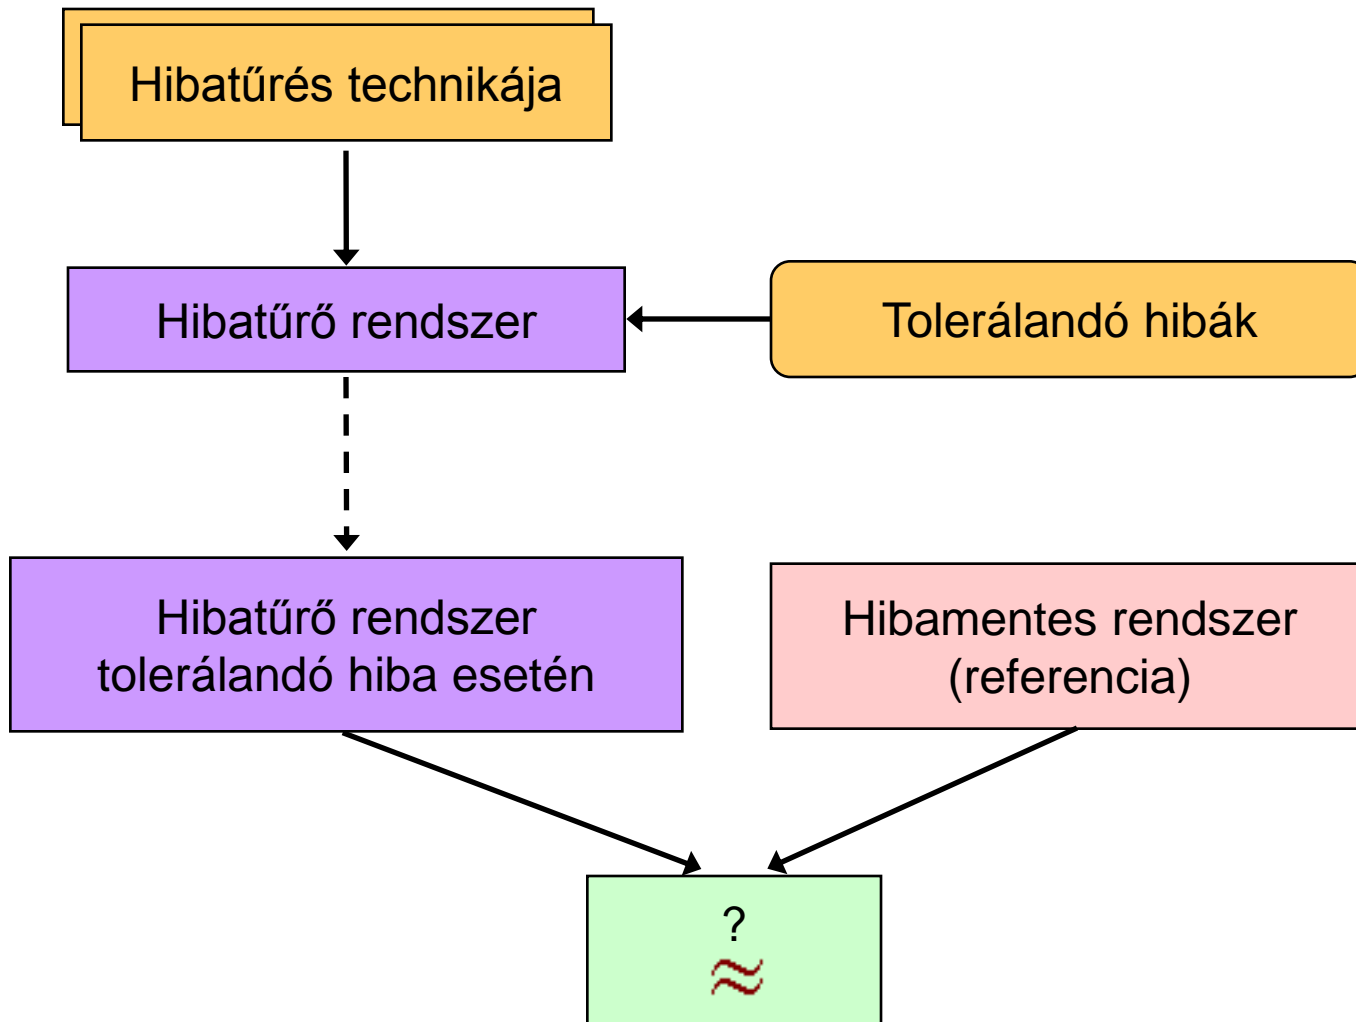 Hibatűrés technikája
Hibatűrő rendszer
Tolerálandó hibák
Hibatűrő rendszer
tolerálandó hiba esetén
Hibamentes rendszer
(referencia)
?
≈